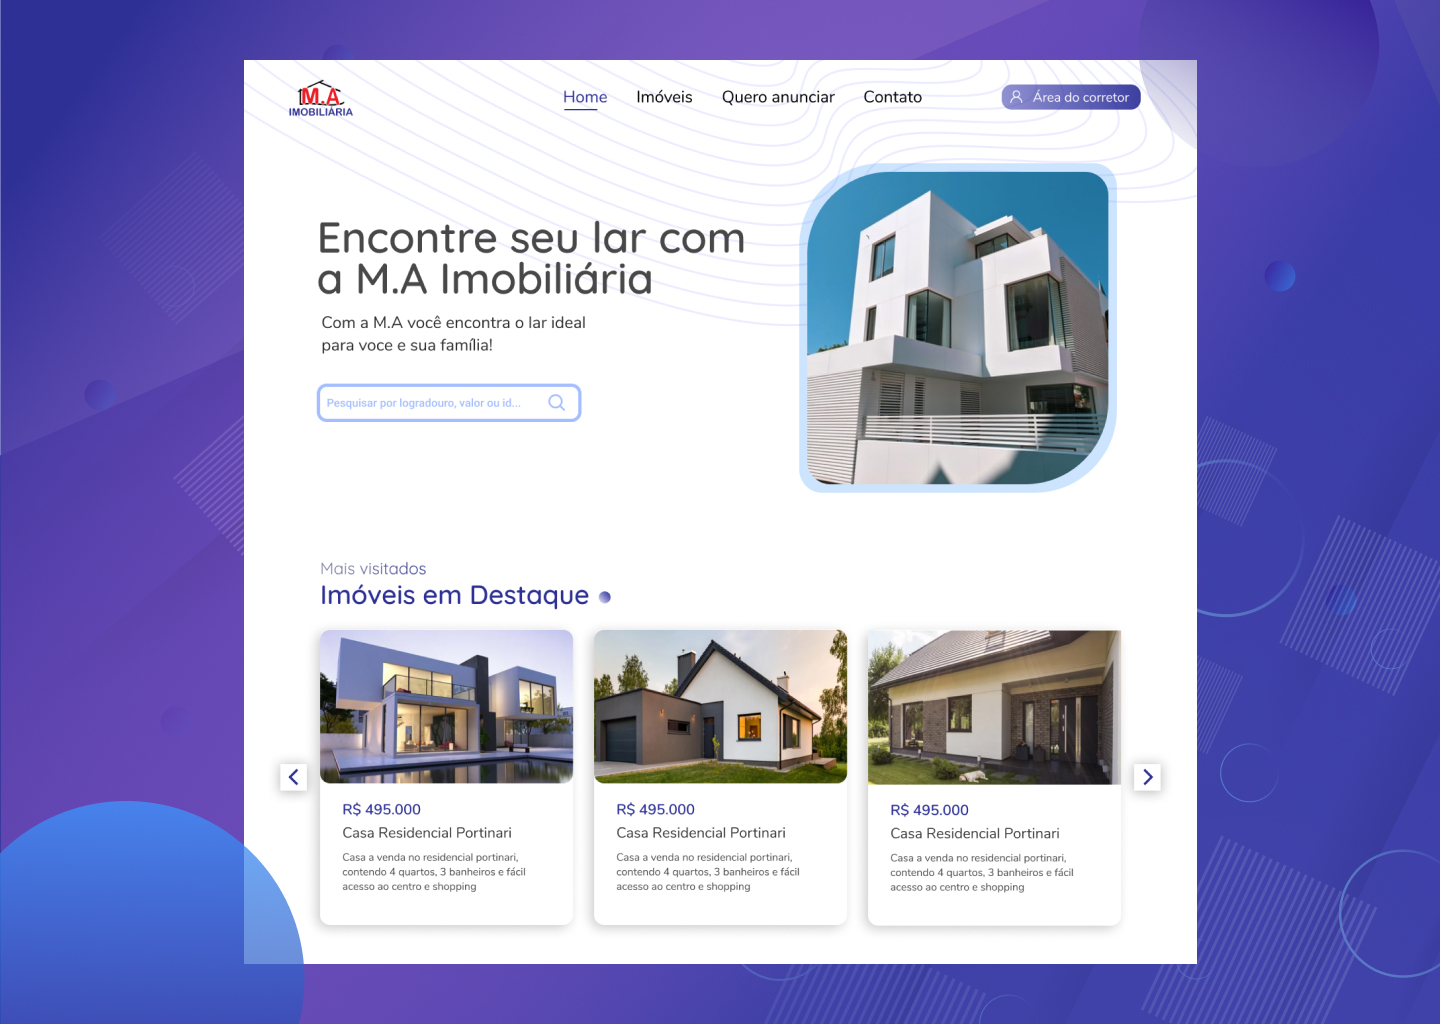 M.A
IMOBILIÁRIA
Home
Imóveis
Quero anunciar
Contato
Área do corretor
Encontre seu lar com
a M.A Imobiliária
Com a M.A você encontra o lar ideal
para voce e sua família!
Pesquisar por logradouro, valor ou id...
Mais visitados
Imóveis em Destaque
R$ 495.000
Casa Residencial Portinari
Casa a venda no residencial portinari,
contendo 4 quartos, 3 banheiros e fácil
acesso ao centro e shopping
R$ 495.000
Casa Residencial Portinari
Casa a venda no residencial portinari,
contendo 4 quartos, 3 banheiros e fácil
acesso ao centro e shopping
R$ 495.000
Casa Residencial Portinari
Casa a venda no residencial portinari,
contendo 4 quartos, 3 banheiros e fácil
acesso ao centro e shopping